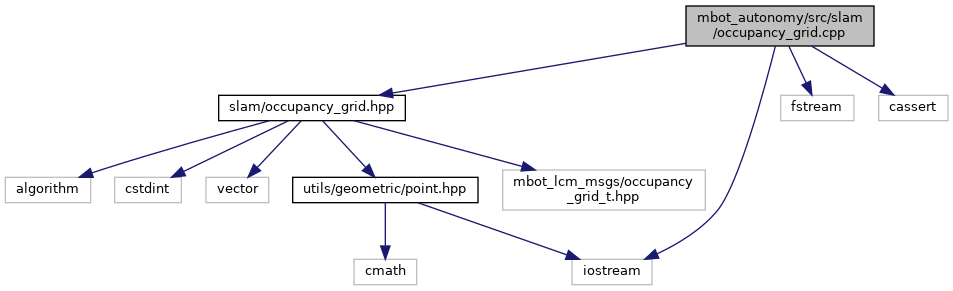 mbot_autonomy/src/slam
/occupancy_grid.cpp
slam/occupancy_grid.hpp
fstream
cassert
algorithm
cstdint
vector
utils/geometric/point.hpp
mbot_lcm_msgs/occupancy
_grid_t.hpp
cmath
iostream